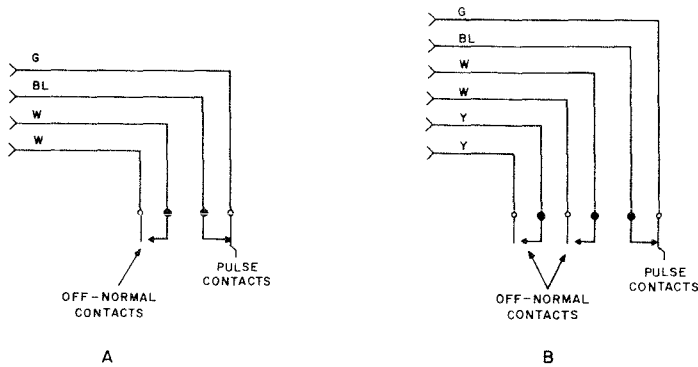 G
BL
W
W
PULSE
CONTACTS
OFF-NORMAL
CONTACTS
A
G
BL
W
W
Y
Y
PULSE
CONTACTS
OFF-NORMAL
CONTACTS
B